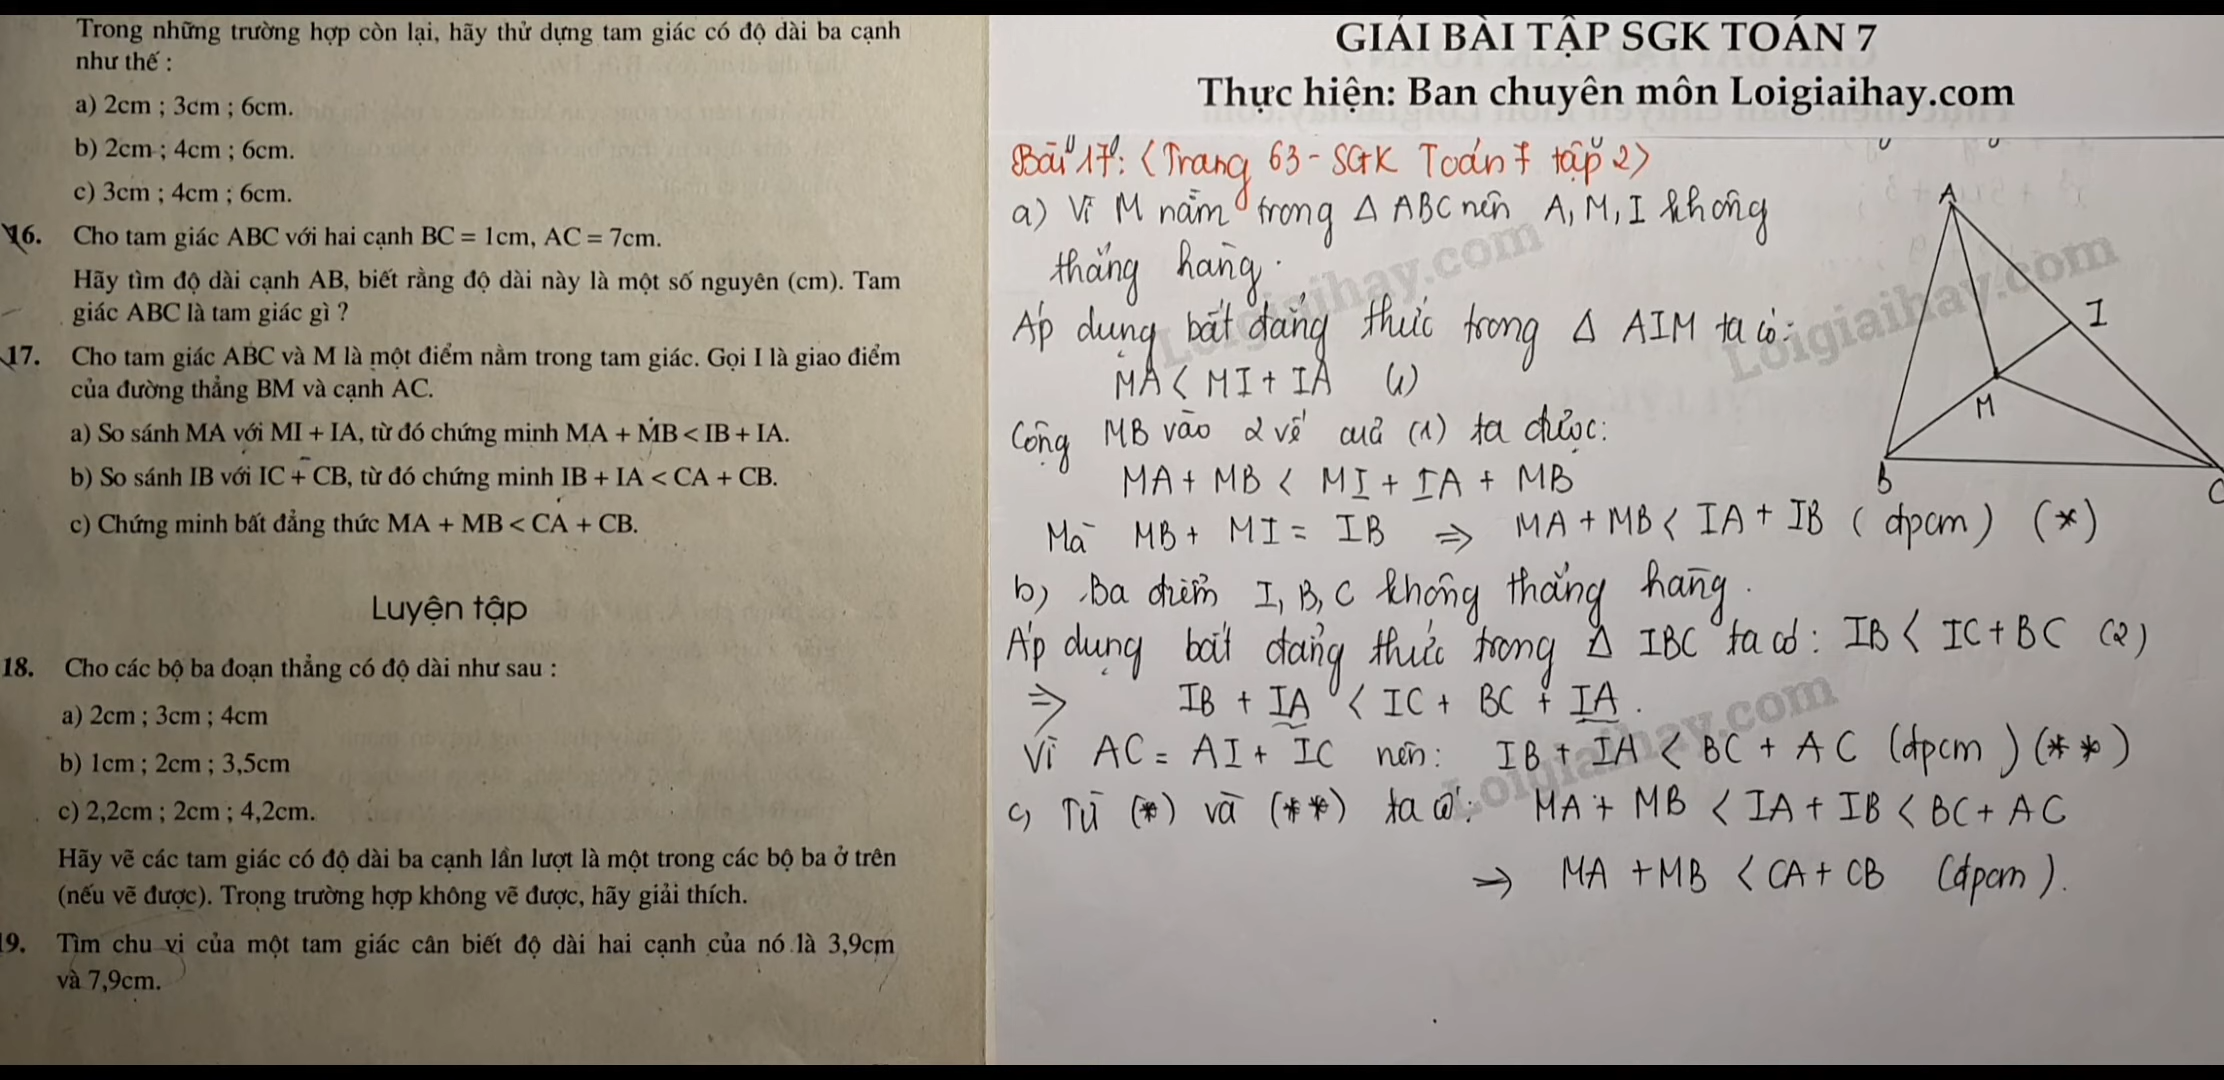 Trong những trường hợp còn lại, hãy thử dựng tam giác có độ dài ba cạnh
như thế :
a) 2cm ; 3cm ; 6cm.
b) 2cm ; 4cm ; 6cm.
c) 3cm ; 4cm ; 6cm.
16. Cho tam giác ABC với hai cạnh BC = 1cm, AC = 7cm.
Hãy tìm độ dài cạnh AB, biết rằng độ dài này là một số nguyên (cm). Tam
giác ABC là tam giác gì ?
17. Cho tam giác ABC và M là một điểm nằm trong tam giác. Gọi I là giao điểm
của đường thẳng BM và cạnh AC.
a) So sánh MA với MI + IA, từ đó chứng minh MA + MB < IB + IA.
b) So sánh IB với IC + CB, từ đó chứng minh IB + IA < CA + CB.
c) Chứng minh bất đẳng thức MA + MB < CA + CB.
Luyện tập
18. Cho các bộ ba đoạn thẳng có độ dài như sau :
a) 2cm ; 3cm ; 4cm
b) 1cm ; 2cm ; 3,5cm
c) 2,2cm ; 2cm ; 4,2cm.
Hãy vẽ các tam giác có độ dài ba cạnh lần lượt là một trong các bộ ba ở trên
(nếu vẽ được). Trong trường hợp không vẽ được, hãy giải thích.
19. Tìm chu vi của một tam giác cân biết độ dài hai cạnh của nó là 3,9cm
và 7,9cm.
GIẢI BÀI TẬP SGK TOÁN 7
Thực hiện: Ban chuyên môn Loigiaihay.com
Bài 17: (Trang 63 - SGK Toán 7 tập 2)
a) Vì M nằm trong Δ ABC nên A, M, I không
thẳng hàng.
Áp dụng bất đẳng thức trong Δ AIM ta có:
MA < MI + IA (1)
Cộng MB vào 2 vế của (1) ta được:
MA + MB < MI + IA + MB
Mà MB + MI = IB ⇒ MA + MB < IA + IB (đpcm) (*)
b) Ba điểm I, B, C không thẳng hàng.
Áp dụng bất đẳng thức trong Δ IBC ta có: IB < IC + BC (2)
⇒ IB + IA < IC + BC + IA.
Vì AC = AI + IC nên: IB + IA < BC + AC (đpcm) (**)
c) Từ (*) và (**) ta có: MA + MB < IA + IB < BC + AC
⇒ MA + MB < CA + CB (đpcm).
A
I
M
B
C
Loigiaihay.com
Loigiaihay.com
Loigiaihay.com